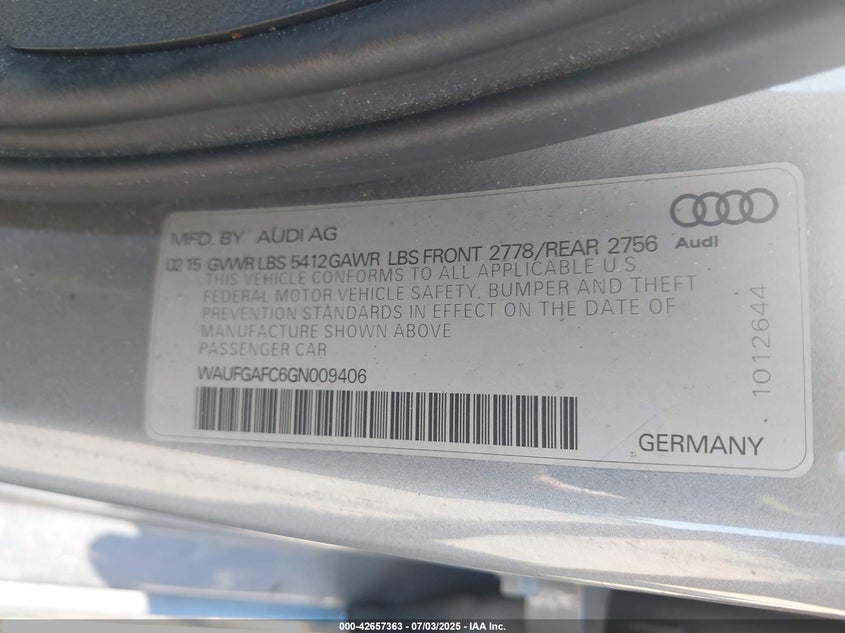 MFD. BY AUDI AG
02 15 GVWR LBS 5412 GAWR LBS FRONT 2778/REAR 2756
Audi
THIS VEHICLE CONFORMS TO ALL APPLICABLE U.S
FEDERAL MOTOR VEHICLE SAFETY, BUMPER AND THEFT
PREVENTION STANDARDS IN EFFECT ON THE DATE OF
MANUFACTURE SHOWN ABOVE
PASSENGER CAR
WAUFGAFC6GN009406
GERMANY
1012644
000-42657363 - 07/03/2025 - IAA Inc.